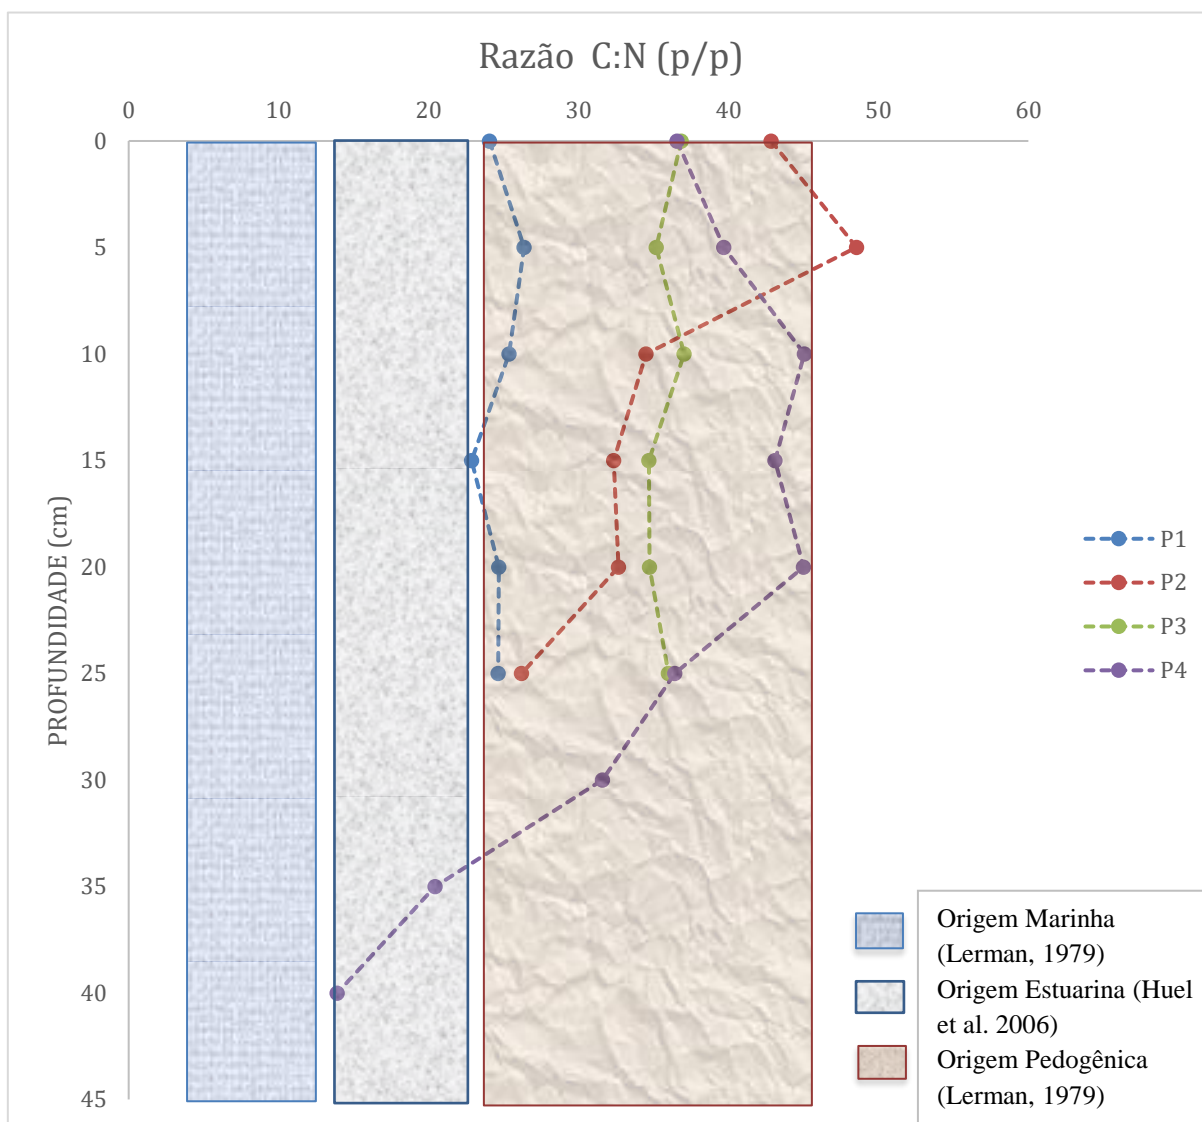 Razão C:N (p/p)
0 10 20 30 40 50 60
0
5
10
15
20
25
30
35
40
45
PROFUNDIDADE (cm)
P1
P2
P3
P4
Origem Marinha
(Lerman, 1979)
Origem Estuarina (Huel
et al. 2006)
Origem Pedogênica
(Lerman, 1979)